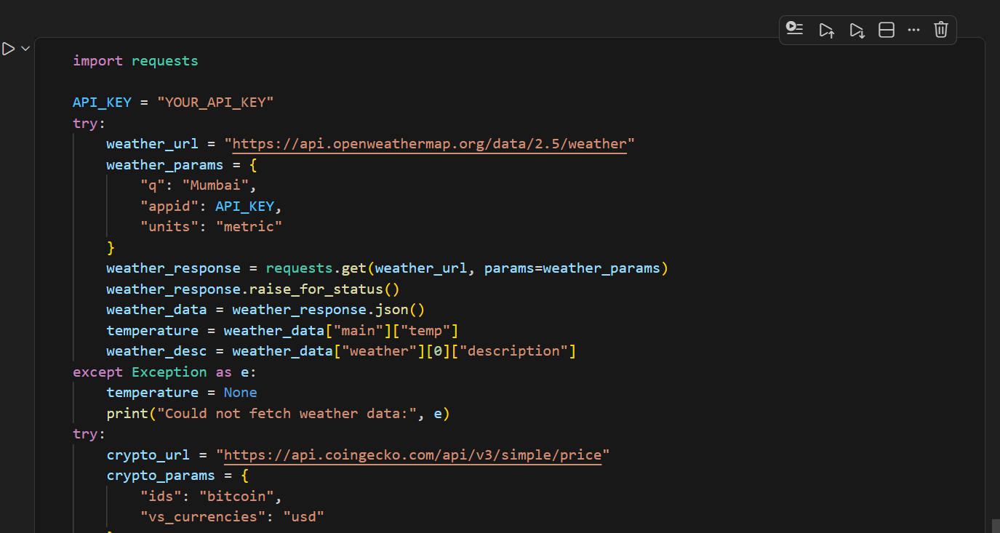 import requests

API_KEY = "YOUR_API_KEY"
try:
    weather_url = "https://api.openweathermap.org/data/2.5/weather"
    weather_params = {
        "q": "Mumbai",
        "appid": API_KEY,
        "units": "metric"
    }
    weather_response = requests.get(weather_url, params=weather_params)
    weather_response.raise_for_status()
    weather_data = weather_response.json()
    temperature = weather_data["main"]["temp"]
    weather_desc = weather_data["weather"][0]["description"]
except Exception as e:
    temperature = None
    print("Could not fetch weather data:", e)
try:
    crypto_url = "https://api.coingecko.com/api/v3/simple/price"
    crypto_params = {
        "ids": "bitcoin",
        "vs_currencies": "usd"